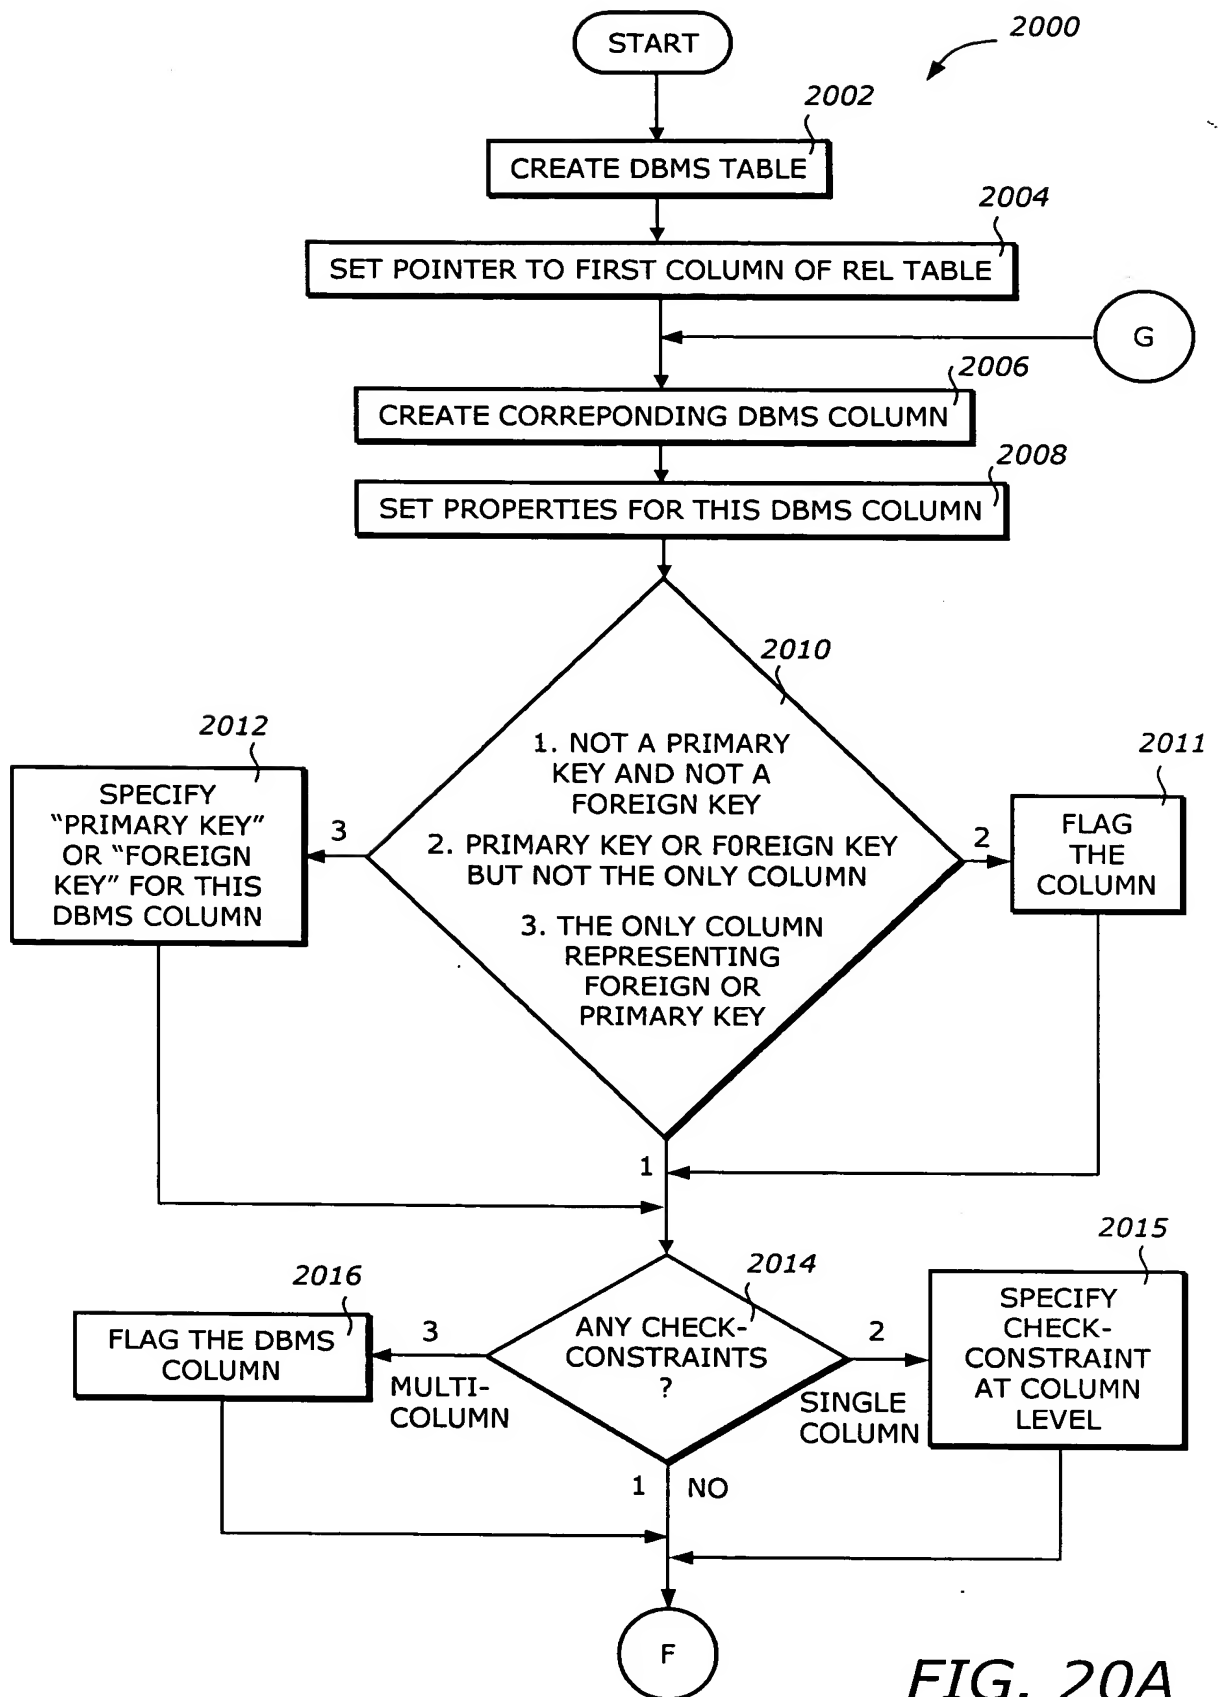 START
2000
2002
CREATE DBMS TABLE
2004
SET POINTER TO FIRST COLUMN OF REL TABLE
G
2006
CREATE CORREPONDING DBMS COLUMN
2008
SET PROPERTIES FOR THIS DBMS COLUMN
2010
1. NOT A PRIMARY
KEY AND NOT A
FOREIGN KEY
2. PRIMARY KEY OR FOREIGN KEY
BUT NOT THE ONLY COLUMN
3. THE ONLY COLUMN
REPRESENTING
FOREIGN OR
PRIMARY KEY
2012
SPECIFY
“PRIMARY KEY”
OR “FOREIGN
KEY” FOR THIS
DBMS COLUMN
3
2
2011
FLAG
THE
COLUMN
1
2014
ANY CHECK-
CONSTRAINTS
?
2016
FLAG THE DBMS
COLUMN
3
MULTI-
COLUMN
2
SINGLE
COLUMN
2015
SPECIFY
CHECK-
CONSTRAINT
AT COLUMN
LEVEL
1 NO
F
FIG. 20A